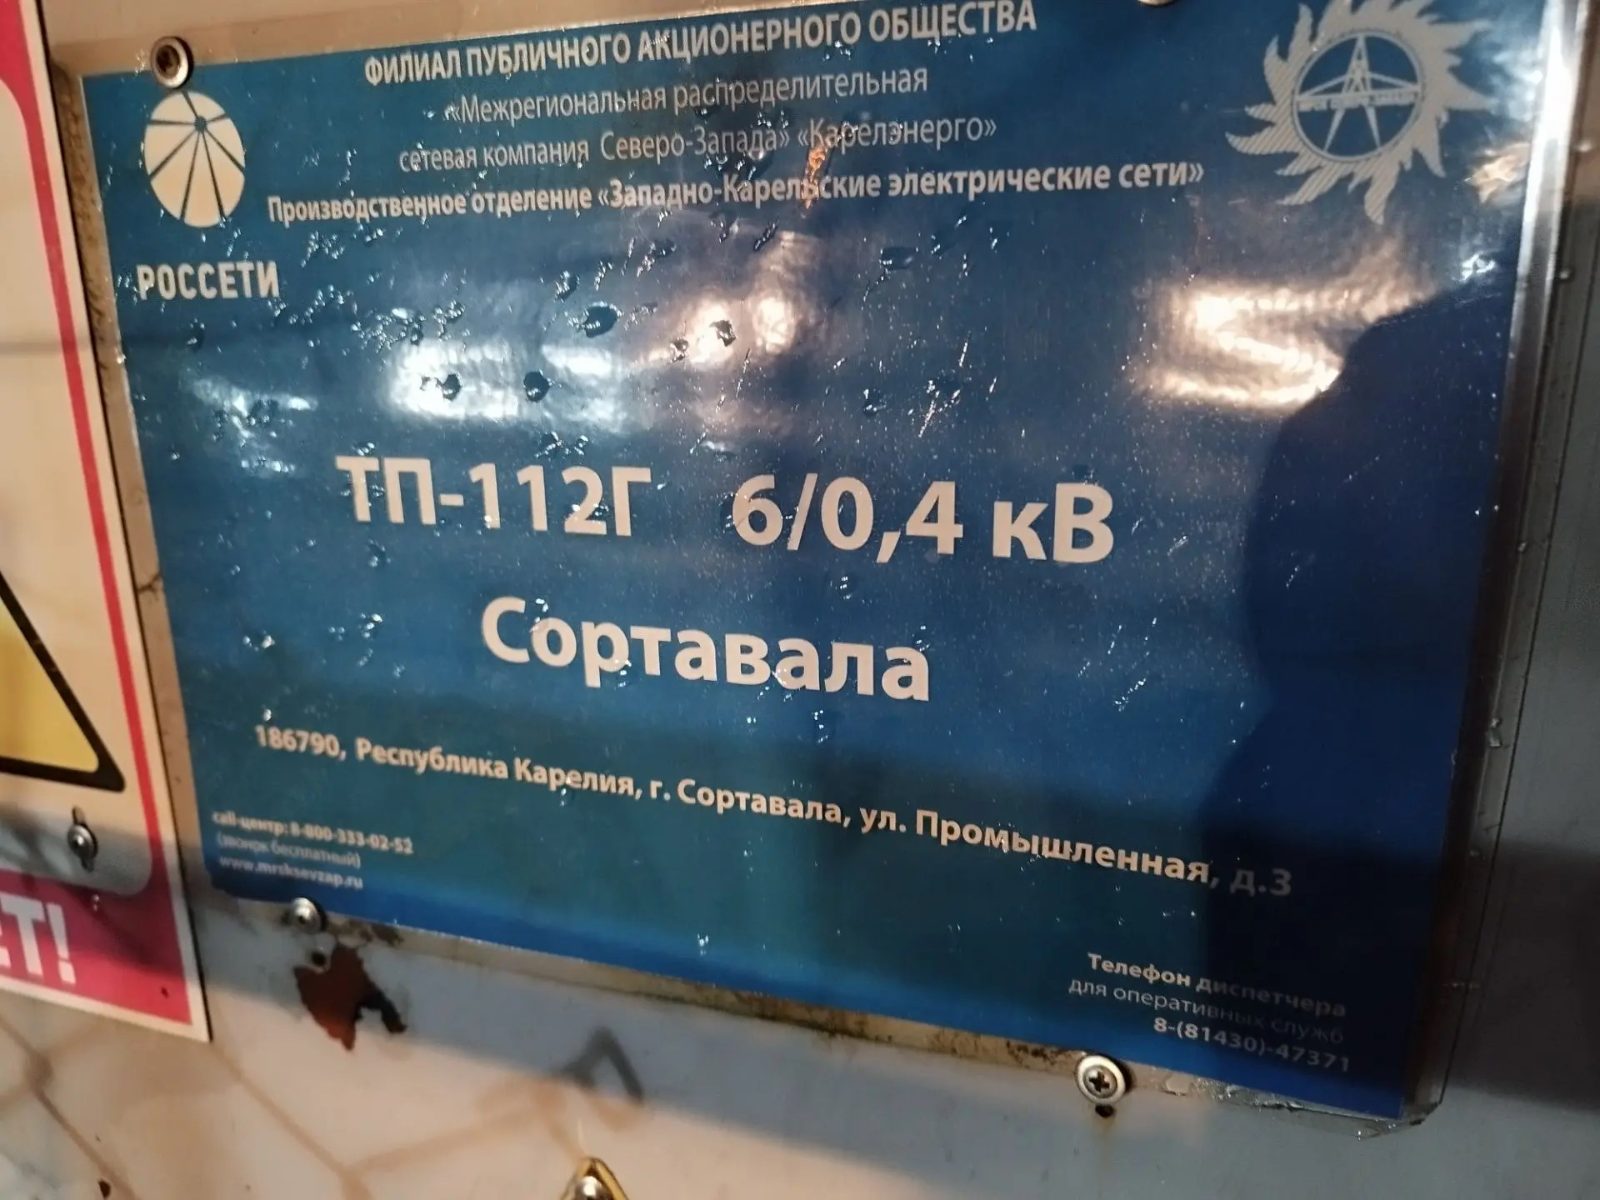 ФИЛИАЛ ПУБЛИЧНОГО АКЦИОНЕРНОГО ОБЩЕСТВА
«Межрегиональная распределительная
сетевая компания Северо-Запада» «Карелэнерго»
Производственное отделение «Западно-Карельские электрические сети»
РОССЕТИ
ТП-112Г 6/0,4 кВ
Сортавала
186790, Республика Карелия, г. Сортавала, ул. Промышленная, д.3
call-центр: 8-800-333-02-52
(звонок бесплатный)
www.mrsksevzap.ru
Телефон диспетчера
для оперативных служб
8-(81430)-47371
ЕТ!